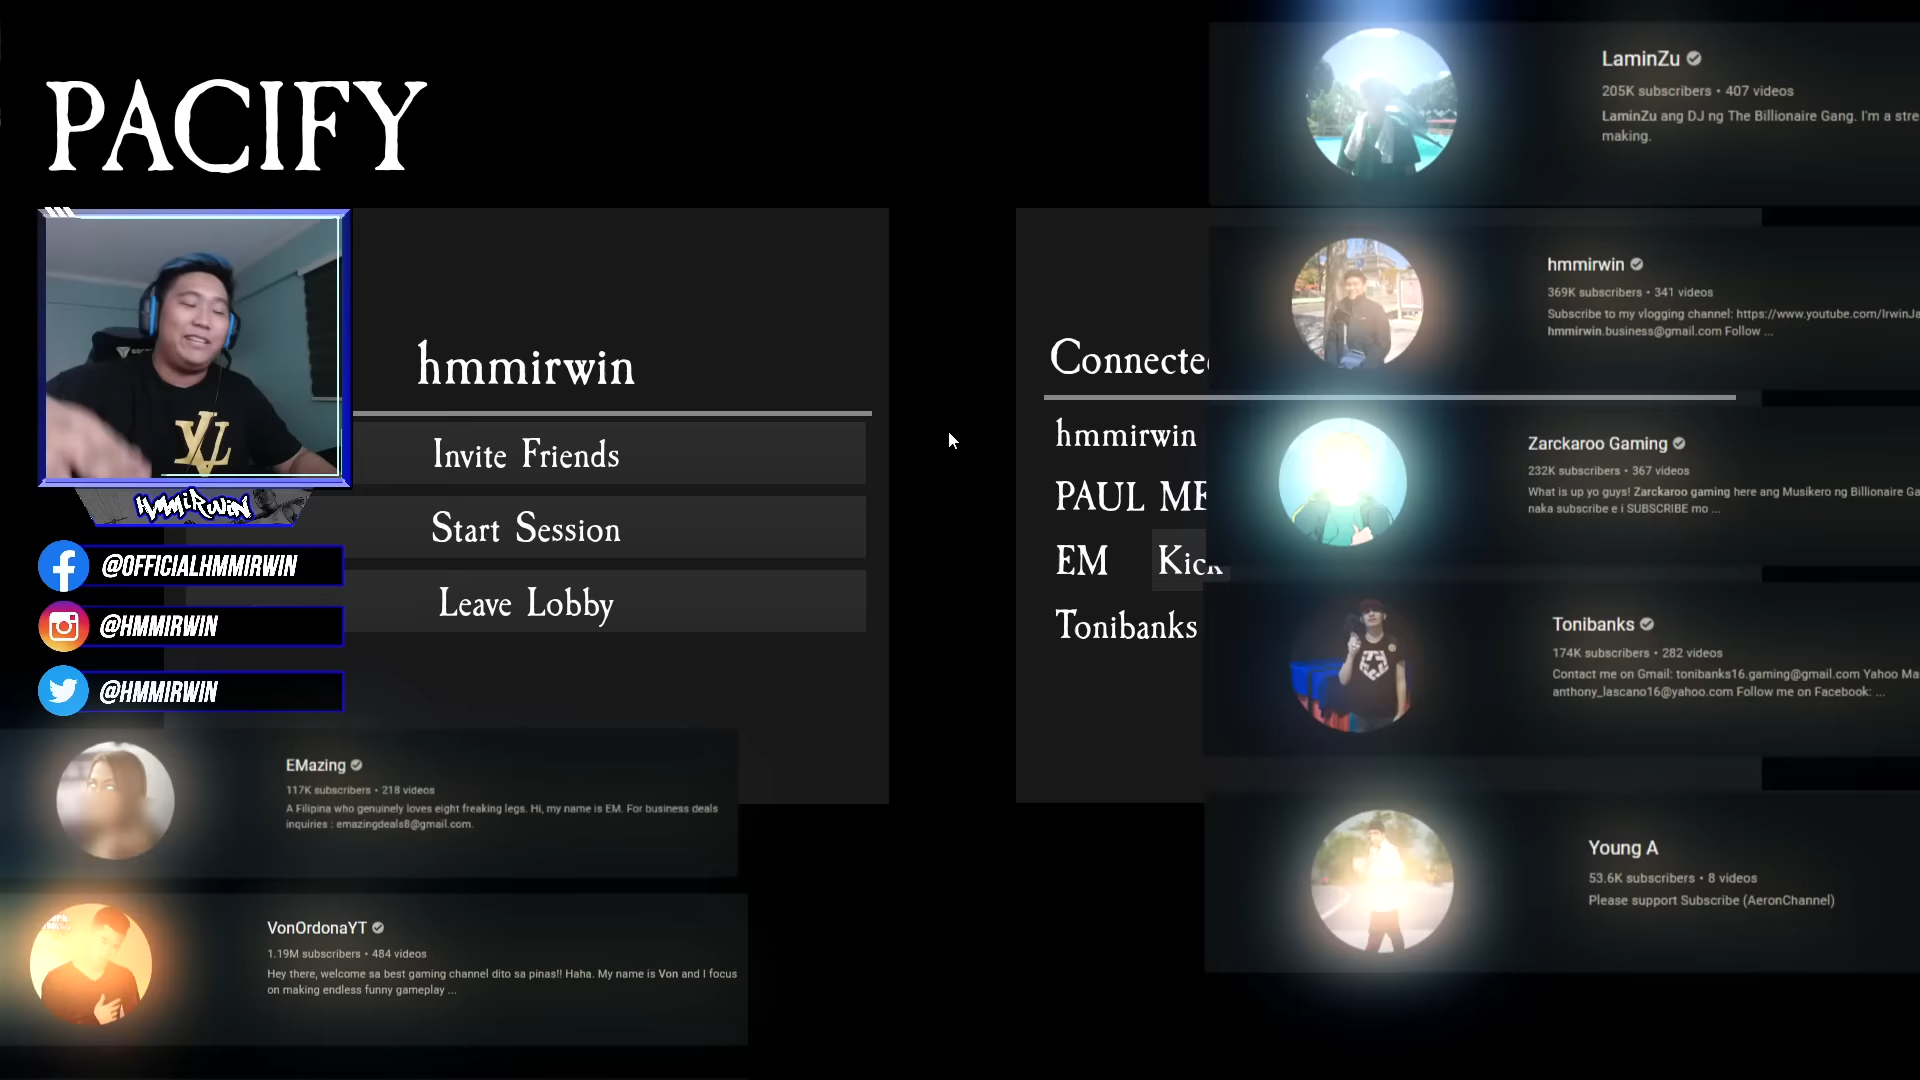 PACIFY
hmmirwin
Invite Friends
Start Session
Leave Lobby
HMMIRWIN
@OFFICIALHMMIRWIN
@HMMIRWIN
@HMMIRWIN
EMazing
117K subscribers • 218 videos
A Filipina who genuinely loves eight freaking legs. Hi, my name is EM. For business deals
inquiries : emazingdeals8@gmail.com.
VonOrdonaYT
1.19M subscribers • 484 videos
Hey there, welcome sa best gaming channel dito sa pinas!! Haha. My name is Von and I focus
on making endless funny gameplay ...
Connected
hmmirwin
PAUL ME
EM Kick
Tonibanks
LaminZu
205K subscribers • 407 videos
LaminZu ang DJ ng The Billionaire Gang. I'm a stre
making.
hmmirwin
369K subscribers • 341 videos
Subscribe to my vlogging channel: https://www.youtube.com/IrwinJa
hmmirwin.business@gmail.com Follow ...
Zarckaroo Gaming
232K subscribers • 367 videos
What is up yo guys! Zarckaroo gaming here ang Musikero ng Billionaire Ga
naka subscribe e i SUBSCRIBE mo ...
Tonibanks
174K subscribers • 282 videos
Contact me on Gmail: tonibanks16.gaming@gmail.com Yahoo Ma
anthony_lascano16@yahoo.com Follow me on Facebook: ...
Young A
53.6K subscribers • 8 videos
Please support Subscribe (AeronChannel)